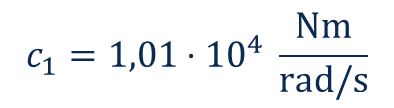 c₁ = 1,01 · 10⁴ Nm/(rad/s)